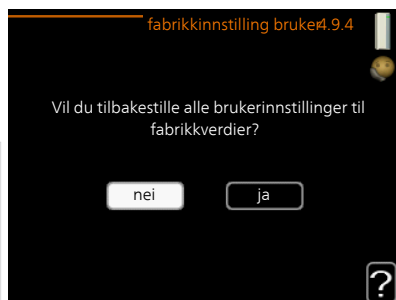 fabrikkinnstilling bruker4.9.4
Vil du tilbakestille alle brukerinnstillinger til
fabrikkverdier?
nei
ja
?